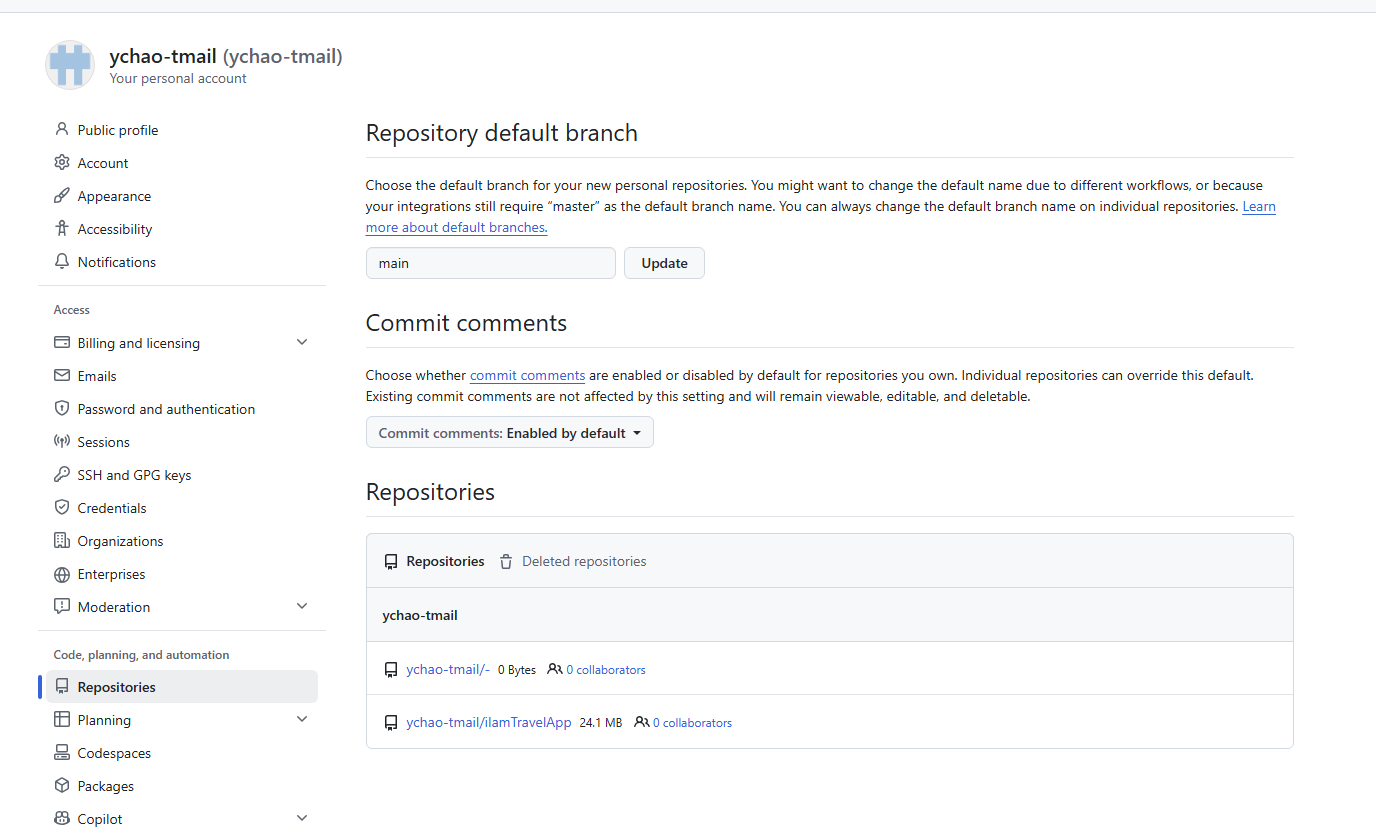 ychao-tmail (ychao-tmail)
Your personal account
Public profile
Account
Appearance
Accessibility
Notifications
Access
Billing and licensing
Emails
Password and authentication
Sessions
SSH and GPG keys
Credentials
Organizations
Enterprises
Moderation
Code, planning, and automation
Repositories
Planning
Codespaces
Packages
Copilot
Repository default branch
Choose the default branch for your new personal repositories. You might want to change the default name due to different workflows, or because
your integrations still require “master” as the default branch name. You can always change the default branch name on individual repositories. Learn
more about default branches.
main
Update
Commit comments
Choose whether commit comments are enabled or disabled by default for repositories you own. Individual repositories can override this default.
Existing commit comments are not affected by this setting and will remain viewable, editable, and deletable.
Commit comments: Enabled by default
Repositories
Repositories Deleted repositories
ychao-tmail
ychao-tmail/- 0 Bytes 0 collaborators
ychao-tmail/ilamTravelApp 24.1 MB 0 collaborators